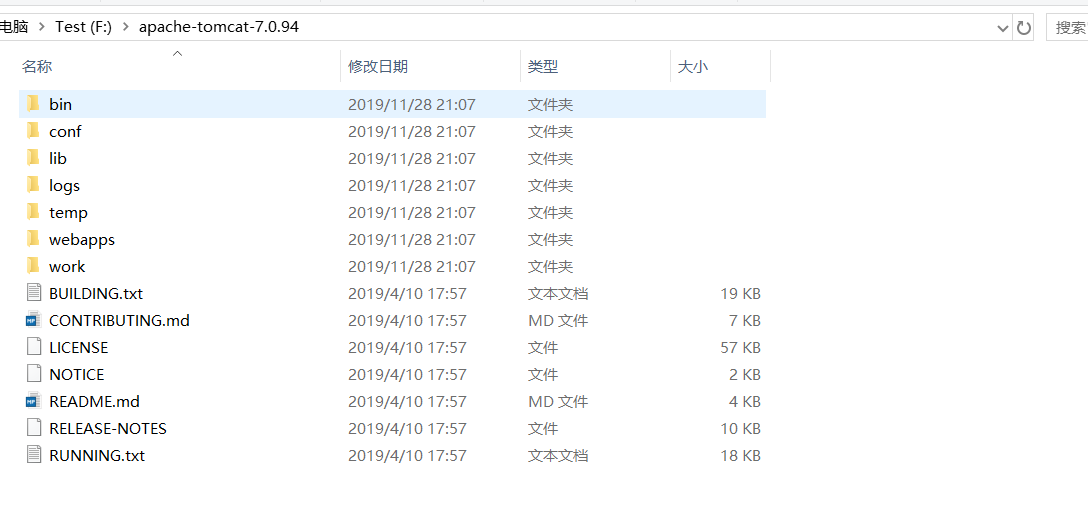 电脑 > Test (F:) > apache-tomcat-7.0.94 搜索
名称 修改日期 类型 大小
bin 2019/11/28 21:07 文件夹
conf 2019/11/28 21:07 文件夹
lib 2019/11/28 21:07 文件夹
logs 2019/11/28 21:07 文件夹
temp 2019/11/28 21:07 文件夹
webapps 2019/11/28 21:07 文件夹
work 2019/11/28 21:07 文件夹
BUILDING.txt 2019/4/10 17:57 文本文档 19 KB
CONTRIBUTING.md 2019/4/10 17:57 MD 文件 7 KB
LICENSE 2019/4/10 17:57 文件 57 KB
NOTICE 2019/4/10 17:57 文件 2 KB
README.md 2019/4/10 17:57 MD 文件 4 KB
RELEASE-NOTES 2019/4/10 17:57 文件 10 KB
RUNNING.txt 2019/4/10 17:57 文本文档 18 KB